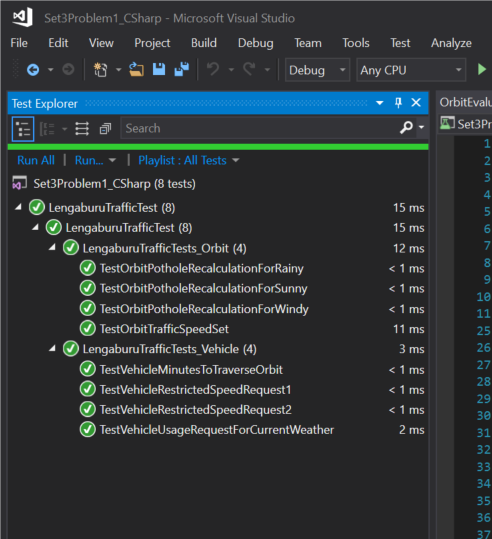 Set3Problem1_CSharp - Microsoft Visual Studio
File Edit View Project Build Debug Team Tools Test Analyze
Debug Any CPU
Test Explorer
OrbitEvalu
Search
Set3Pr
Run All | Run... | Playlist : All Tests
Set3Problem1_CSharp (8 tests)
LengaburuTrafficTest (8) 15 ms
LengaburuTrafficTest (8) 15 ms
LengaburuTrafficTests_Orbit (4) 12 ms
TestOrbitPotholeRecalculationForRainy < 1 ms
TestOrbitPotholeRecalculationForSunny < 1 ms
TestOrbitPotholeRecalculationForWindy < 1 ms
TestOrbitTrafficSpeedSet 11 ms
LengaburuTrafficTests_Vehicle (4) 3 ms
TestVehicleMinutesToTraverseOrbit < 1 ms
TestVehicleRestrictedSpeedRequest1 < 1 ms
TestVehicleRestrictedSpeedRequest2 < 1 ms
TestVehicleUsageRequestForCurrentWeather 2 ms
1
2
3
4
5
6
7
8
9
10
11
25
26
27
28
29
30
31
32
33
34
35
36
37